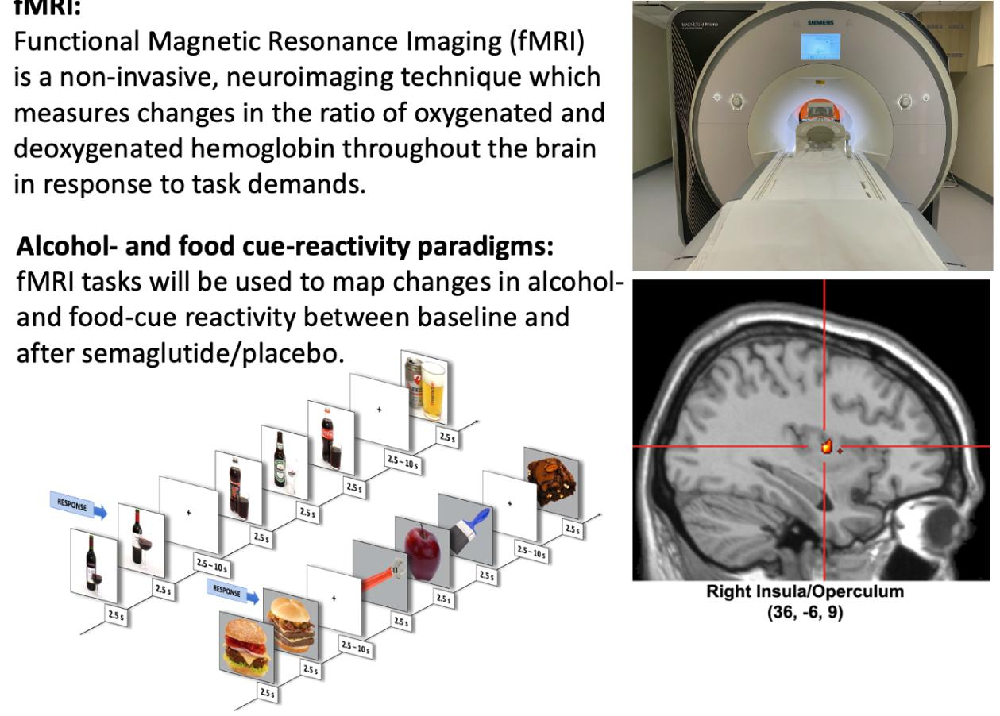 fMRI:
Functional Magnetic Resonance Imaging (fMRI)
is a non-invasive, neuroimaging technique which
measures changes in the ratio of oxygenated and
deoxygenated hemoglobin throughout the brain
in response to task demands.
Alcohol- and food cue-reactivity paradigms:
fMRI tasks will be used to map changes in alcohol-
and food-cue reactivity between baseline and
after semaglutide/placebo.
RESPONSE
2.5 s
2.5 s
2.5 – 10 s
2.5 s
2.5 s
2.5 s
2.5 – 10 s
2.5 s
RESPONSE
2.5 s
2.5 s
2.5 – 10 s
2.5 s
2.5 s
2.5 s
2.5 – 10 s
2.5 s
SIEMENS
MAGNETOM Prisma
Right Insula/Operculum
(36, -6, 9)